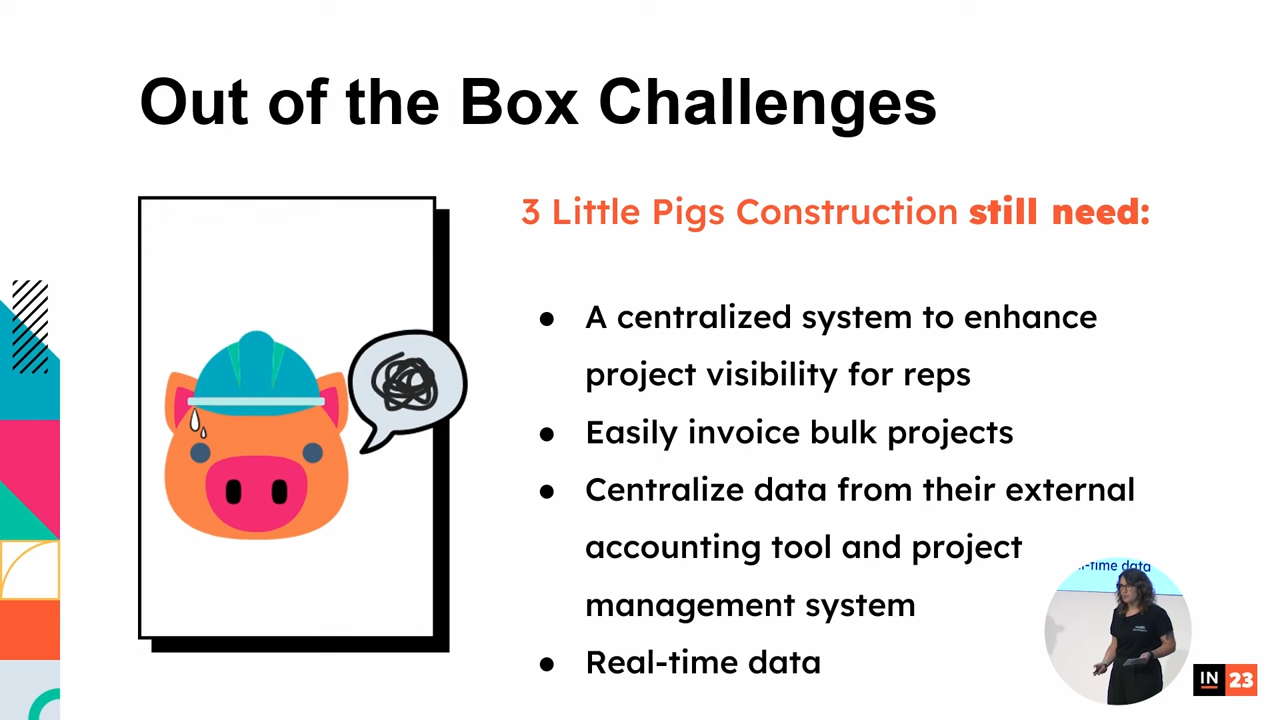 Out of the Box Challenges
3 Little Pigs Construction still need:
● A centralized system to enhance
project visibility for reps
● Easily invoice bulk projects
● Centralize data from their external
accounting tool and project
management system
● Real-time data
time data
IN 23